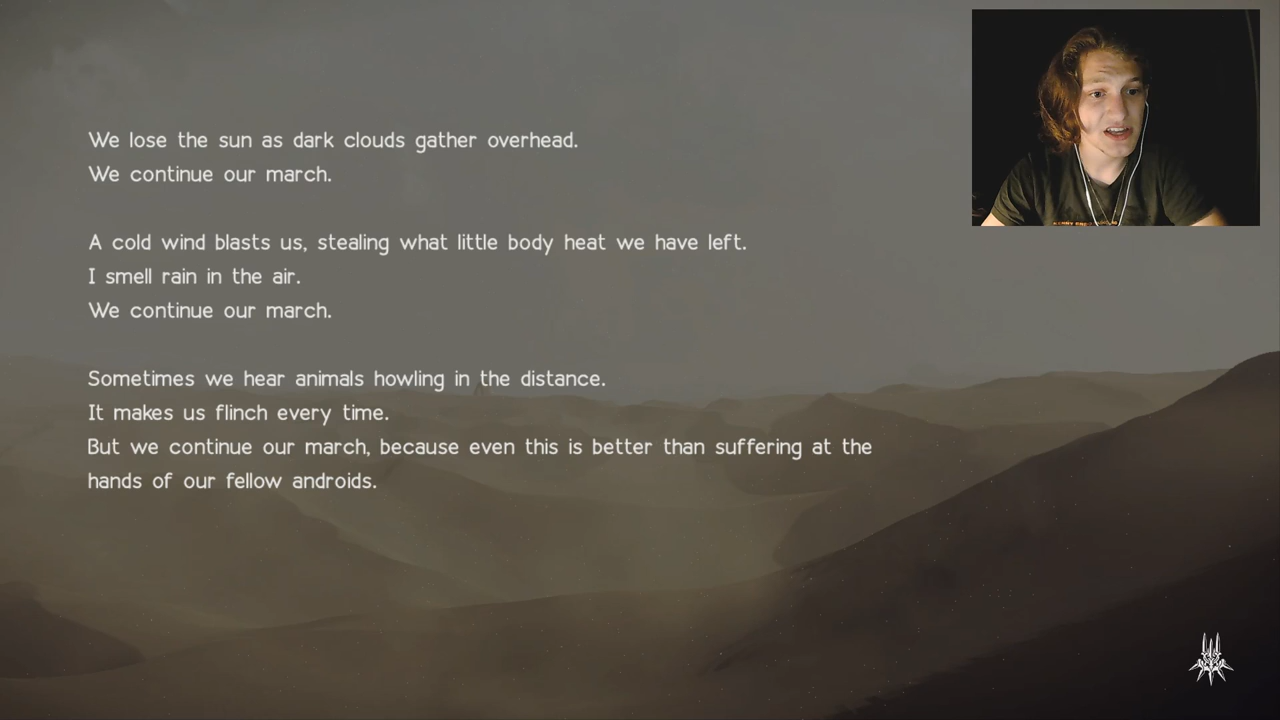 We lose the sun as dark clouds gather overhead.
We continue our march.
A cold wind blasts us, stealing what little body heat we have left.
I smell rain in the air.
We continue our march.
Sometimes we hear animals howling in the distance.
It makes us flinch every time.
But we continue our march, because even this is better than suffering at the
hands of our fellow androids.